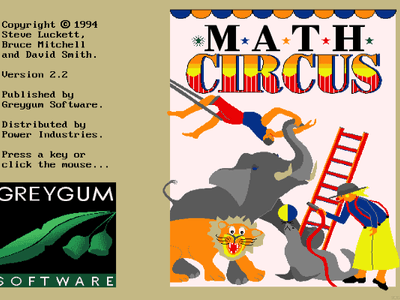 Copyright © 1994
Steve Luckett,
Bruce Mitchell
and David Smith.
Version 2.2
Published by
Greygum Software.
Distributed by
Power Industries.
Press a key or
click the mouse...
GREYGUM
SOFTWARE
MATH
CIRCUS